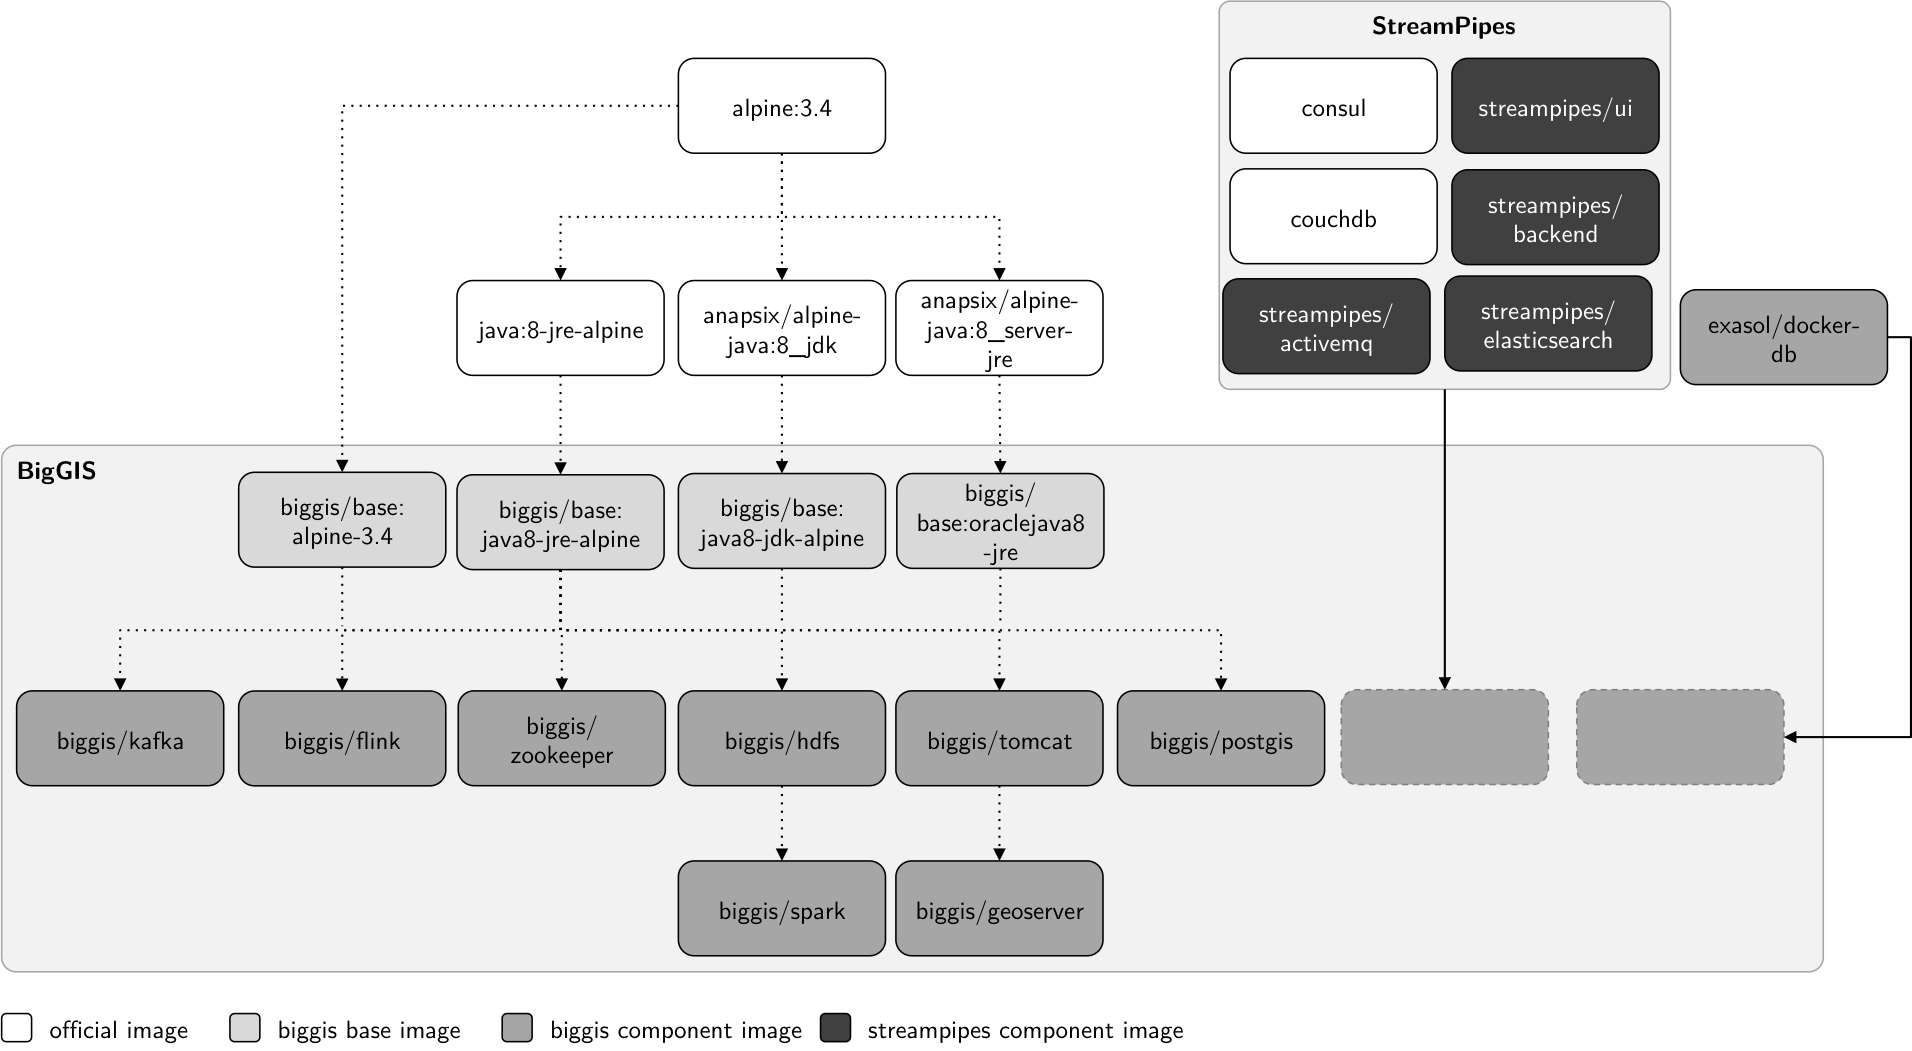 StreamPipes
alpine:3.4
consul
streampipes/ui
couchdb
streampipes/
backend
java:8-jre-alpine
anapsix/alpine-
java:8_jdk
anapsix/alpine-
java:8_server-
jre
streampipes/
activemq
streampipes/
elasticsearch
exasol/docker-
db
BigGIS
biggis/base:
alpine-3.4
biggis/base:
java8-jre-alpine
biggis/base:
java8-jdk-alpine
biggis/
base:oraclejava8
-jre
biggis/kafka
biggis/flink
biggis/
zookeeper
biggis/hdfs
biggis/tomcat
biggis/postgis
biggis/spark
biggis/geoserver
official image
biggis base image
biggis component image
streampipes component image